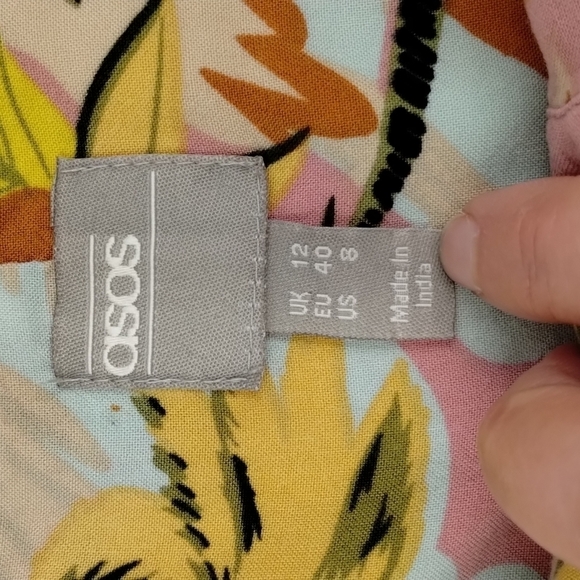 asos
UK 12
EU 40
US 8
Made In
India